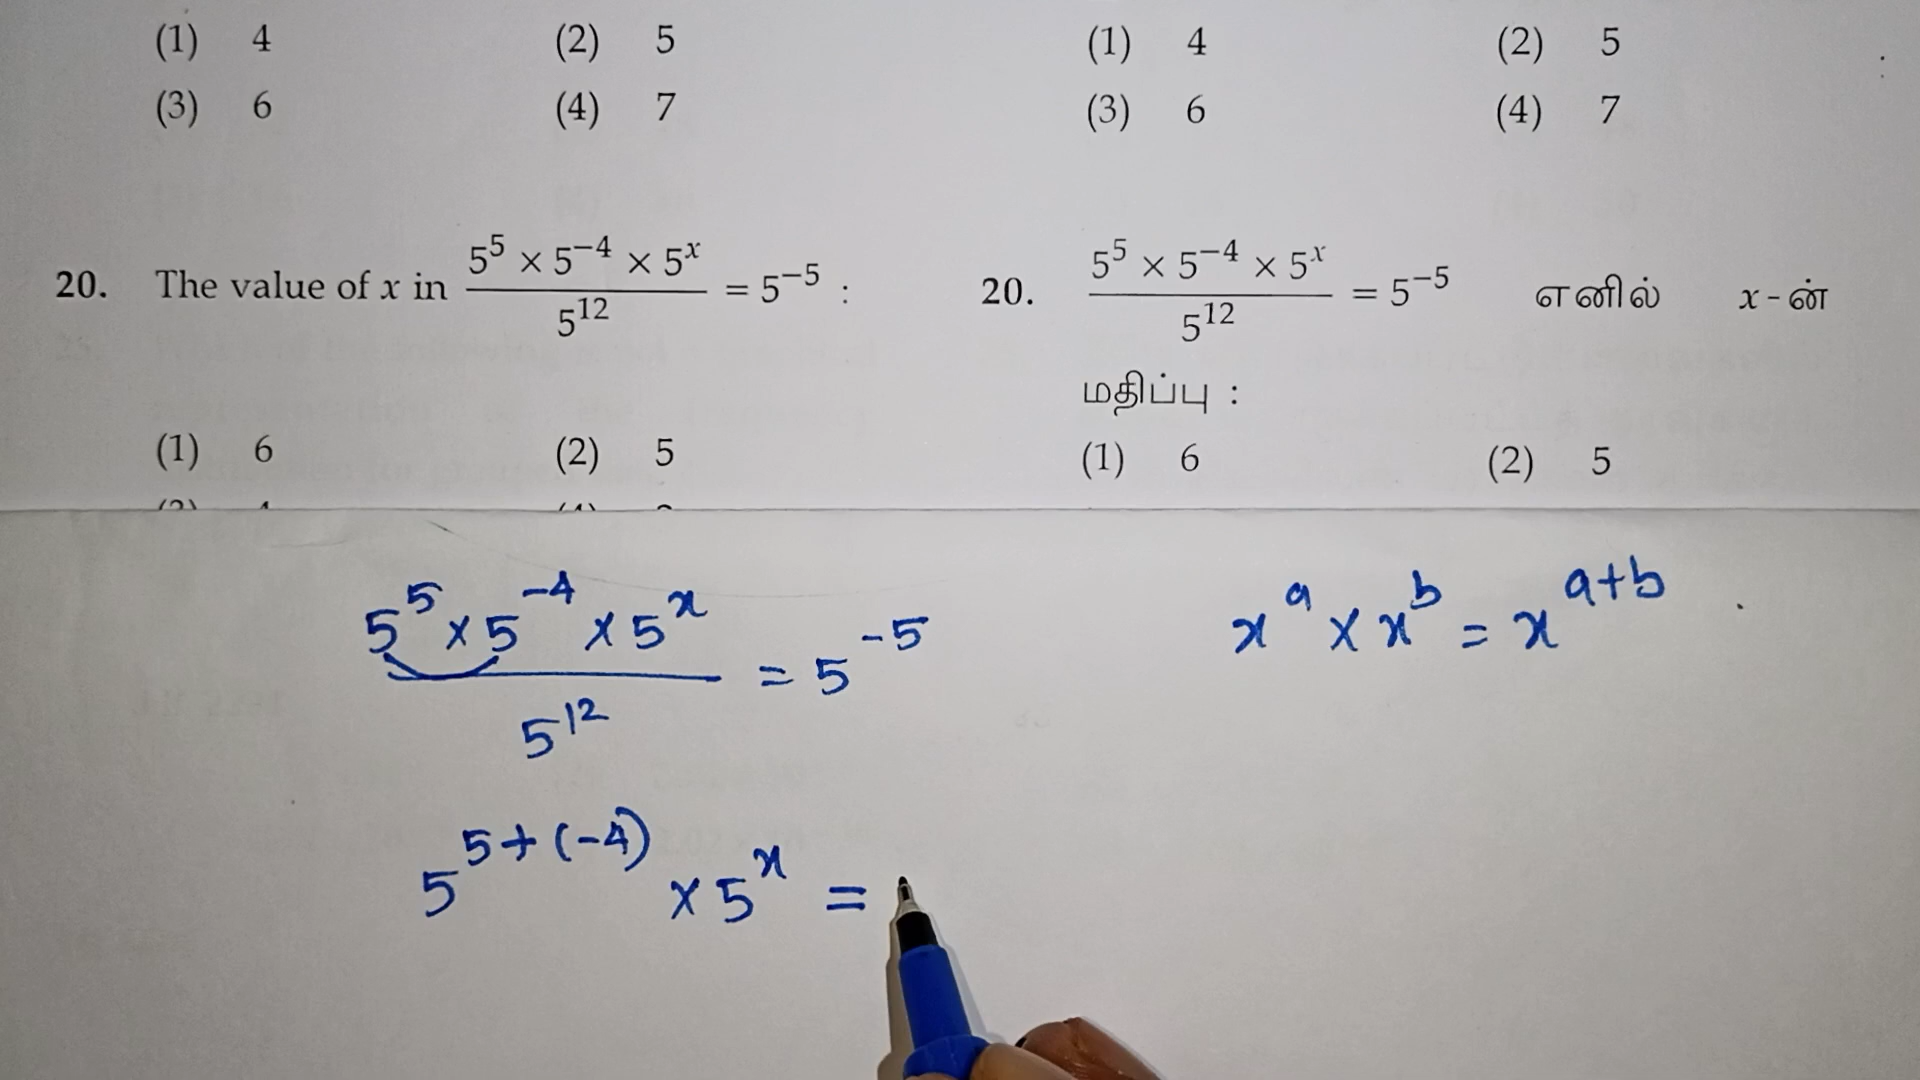 (1) 4 (2) 5
(3) 6 (4) 7
20. The value of x in \frac{5^5 × 5^{-4} × 5^x}{5^{12}} = 5^{-5} :
(1) 6 (2) 5
(1) 4 (2) 5
(3) 6 (4) 7
20. \frac{5^5 × 5^{-4} × 5^x}{5^{12}} = 5^{-5} எனில் x-ன்
மதிப்பு :
(1) 6 (2) 5
\frac{5^5 × 5^{-4} × 5^x}{5^{12}} = 5^{-5}
x^a × x^b = x^{a+b}
5^{5+(-4)} × 5^x =